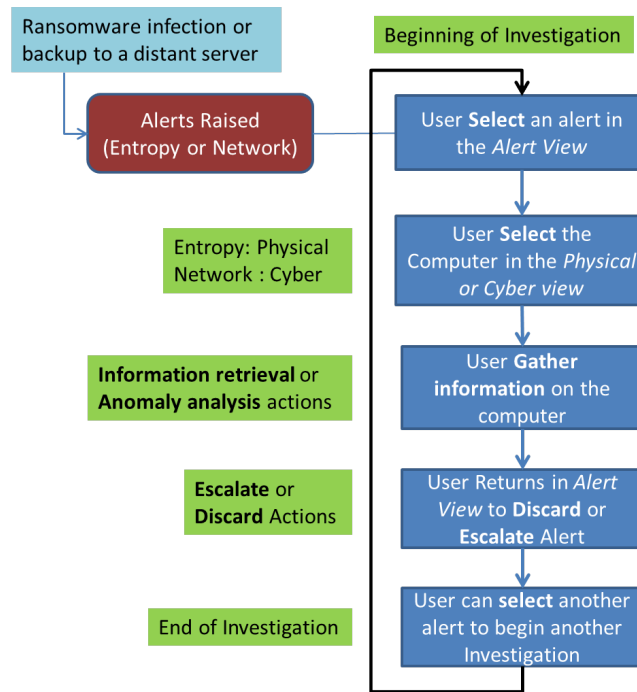 Ransomware infection or
backup to a distant server
Beginning of Investigation
Alerts Raised
(Entropy or Network)
User Select an alert in
the Alert View
Entropy: Physical
Network : Cyber
User Select the
Computer in the Physical
or Cyber view
Information retrieval or
Anomaly analysis actions
User Gather
information on the
computer
Escalate or
Discard Actions
User Returns in Alert
View to Discard or
Escalate Alert
End of Investigation
User can select another
alert to begin another
Investigation